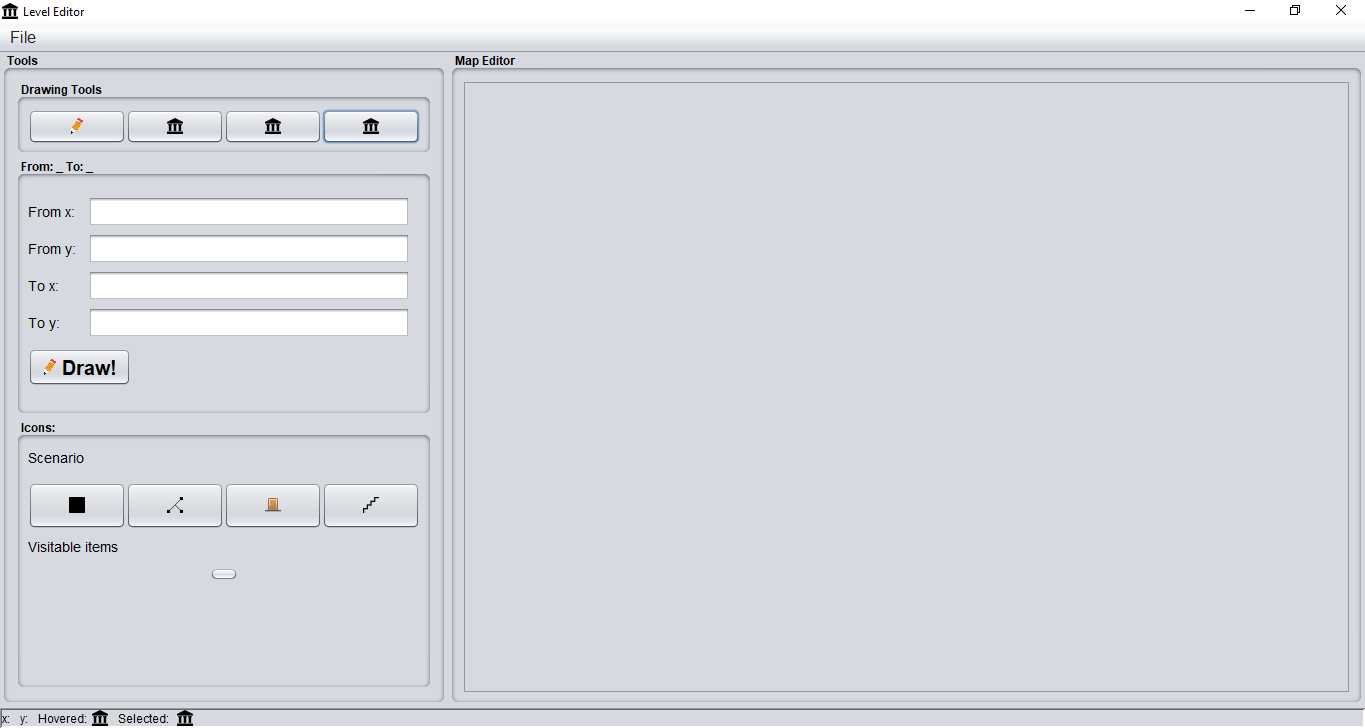 Level Editor
File
Tools
Drawing Tools
From: _ To: _
From x:
From y:
To x:
To y:
Draw!
Icons:
Scenario
Visitable items
Map Editor
x: y: Hovered: Selected: